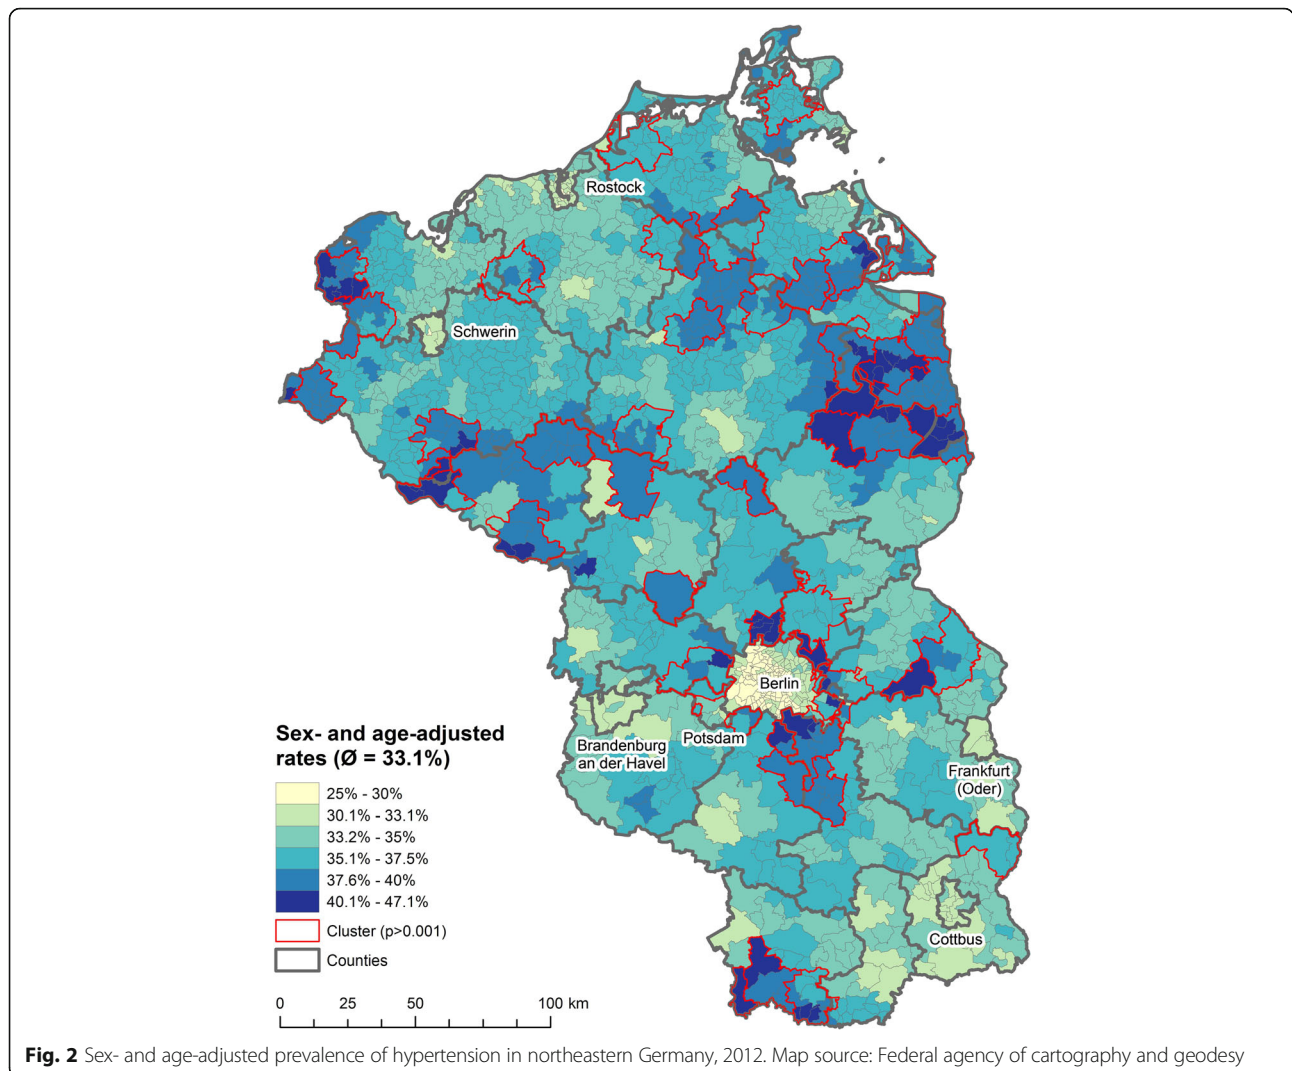 Rostock
Schwerin
Berlin
Potsdam
Brandenburg
an der Havel
Frankfurt
(Oder)
Cottbus
Sex- and age-adjusted
rates (Ø = 33.1%)
25% - 30%
30.1% - 33.1%
33.2% - 35%
35.1% - 37.5%
37.6% - 40%
40.1% - 47.1%
Cluster (p>0.001)
Counties
0 25 50 100 km
Fig. 2 Sex- and age-adjusted prevalence of hypertension in northeastern Germany, 2012. Map source: Federal agency of cartography and geodesy